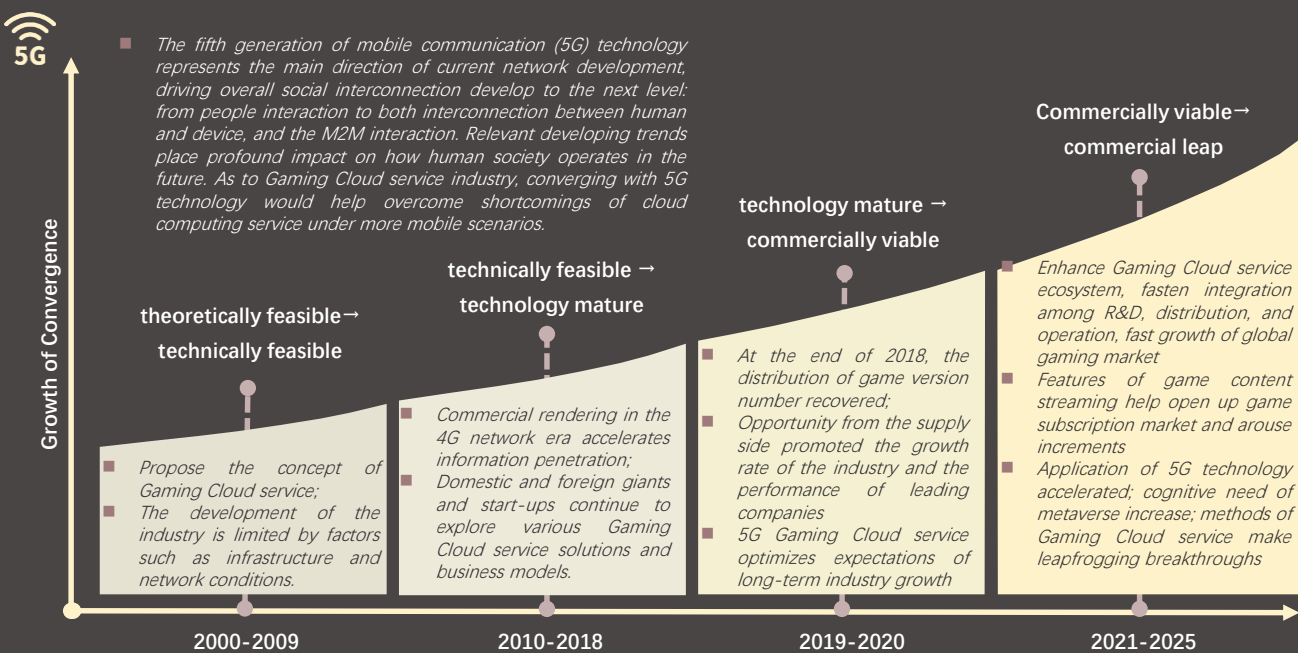 5G
The fifth generation of mobile communication (5G) technology
represents the main direction of current network development,
driving overall social interconnection develop to the next level:
from people interaction to both interconnection between human
and device, and the M2M interaction. Relevant developing trends
place profound impact on how human society operates in the
future. As to Gaming Cloud service industry, converging with 5G
technology would help overcome shortcomings of cloud
computing service under more mobile scenarios.
Growth of Convergence
theoretically feasible→
technically feasible
Propose the concept of
Gaming Cloud service;
The development of the
industry is limited by factors
such as infrastructure and
network conditions.
2000-2009
technically feasible →
technology mature
Commercial rendering in the
4G network era accelerates
information penetration;
Domestic and foreign giants
and start-ups continue to
explore various Gaming
Cloud service solutions and
business models.
2010-2018
technology mature →
commercially viable
At the end of 2018, the
distribution of game version
number recovered;
Opportunity from the supply
side promoted the growth
rate of the industry and the
performance of leading
companies
5G Gaming Cloud service
optimizes expectations of
long-term industry growth
2019-2020
Commercially viable→
commercial leap
Enhance Gaming Cloud service
ecosystem, fasten integration
among R&D, distribution, and
operation, fast growth of global
gaming market
Features of game content
streaming help open up game
subscription market and arouse
increments
Application of 5G technology
accelerated; cognitive need of
metaverse increase; methods of
Gaming Cloud service make
leapfrogging breakthroughs
2021-2025